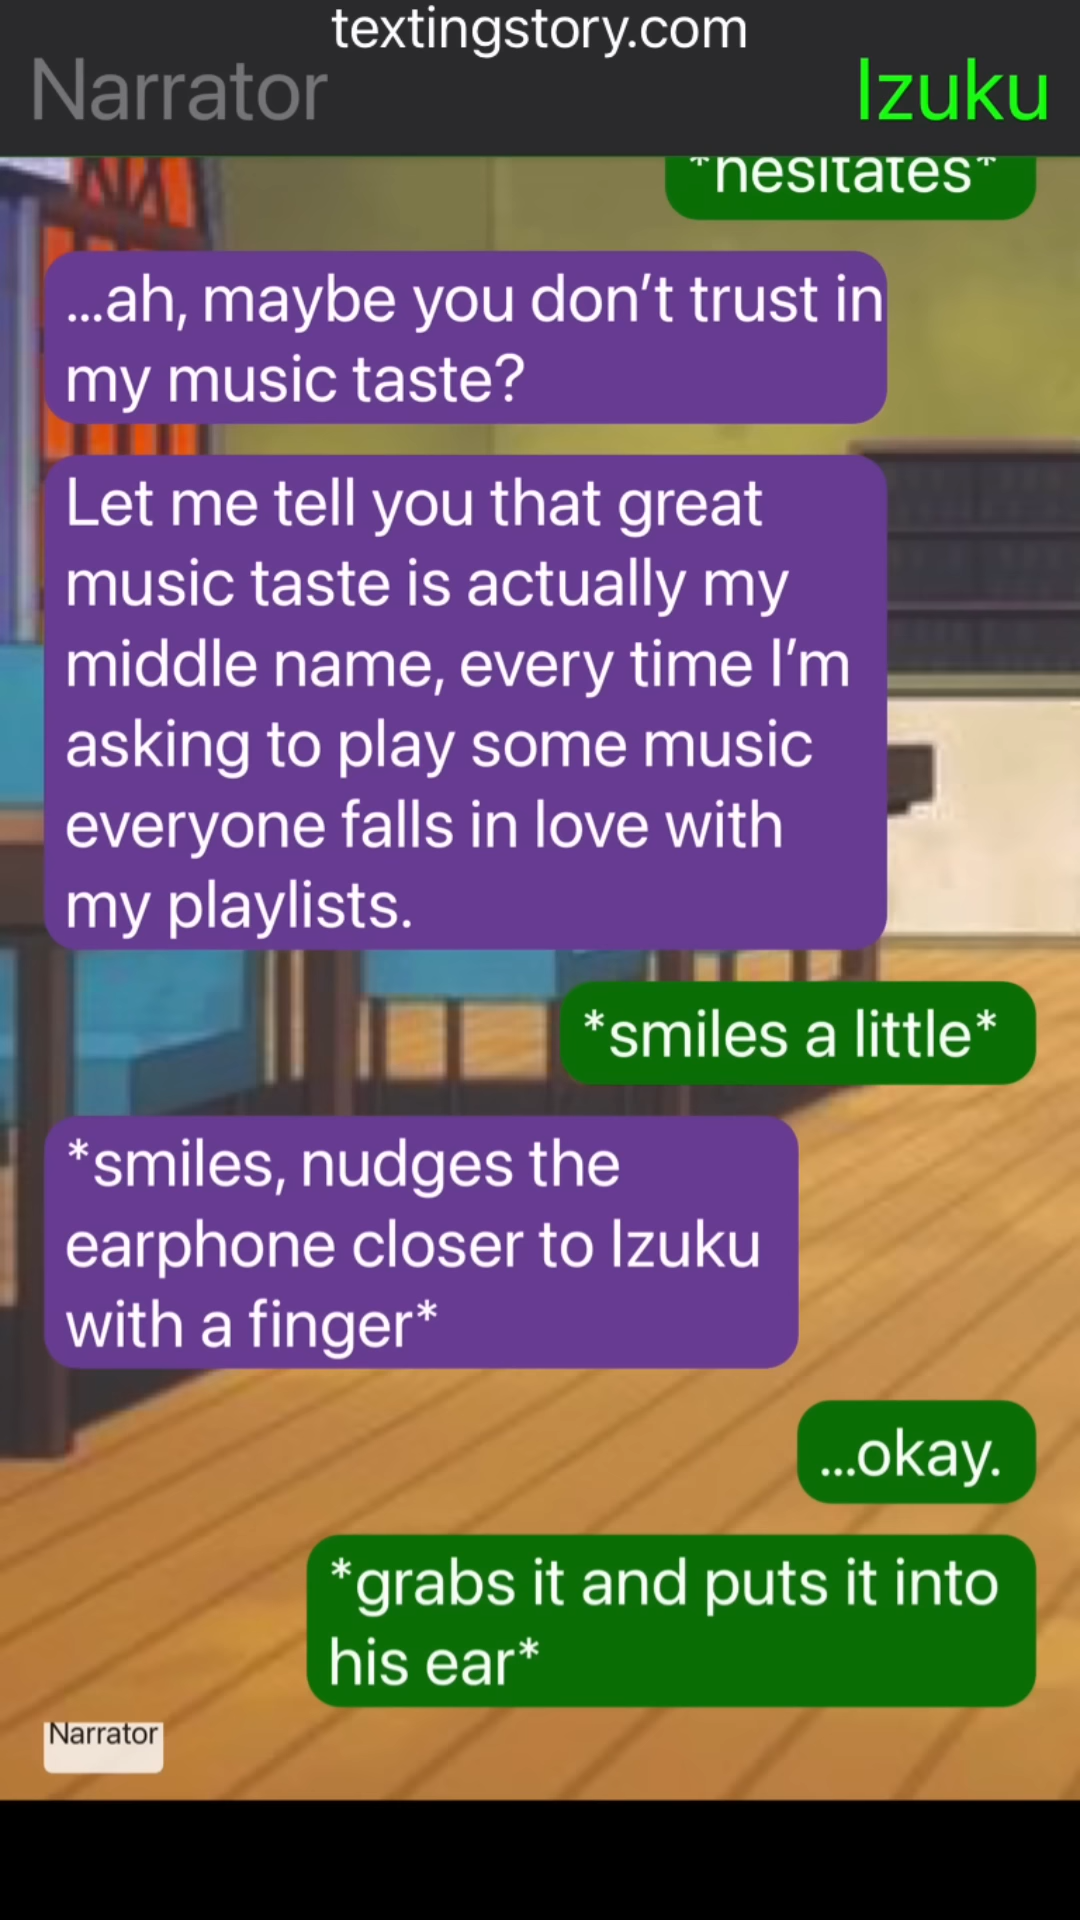 textingstory.com
Narrator
Izuku
*hesitates*
...ah, maybe you don’t trust in
my music taste?
Let me tell you that great
music taste is actually my
middle name, every time I’m
asking to play some music
everyone falls in love with
my playlists.
*smiles a little*
*smiles, nudges the
earphone closer to Izuku
with a finger*
...okay.
*grabs it and puts it into
his ear*
Narrator